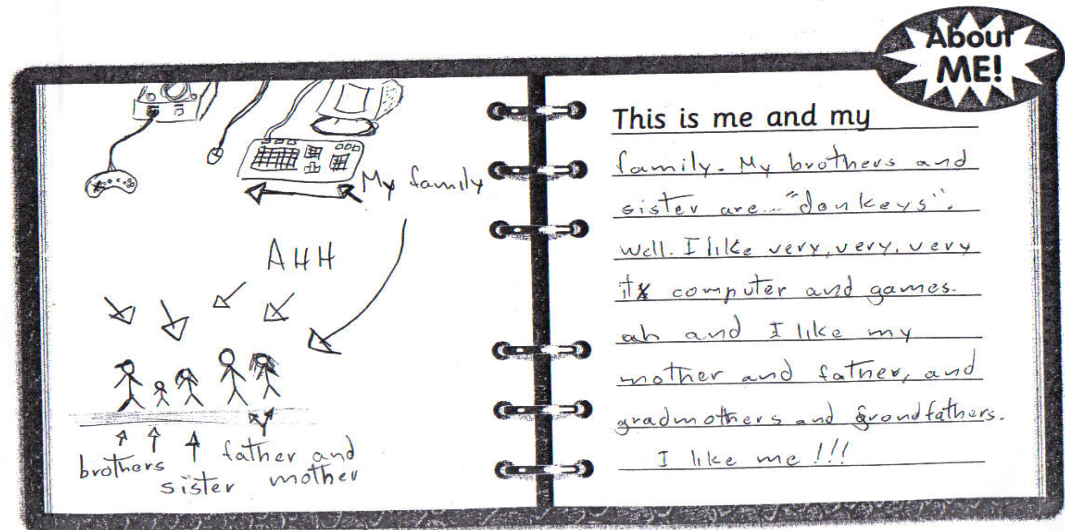 About
ME!
My family
AHH
brothers
sister
father and
mother
This is me and my
family. My brothers and
sister are... "donkeys".
Well. I like very, very, very
computer and games.
ah and I like my
mother and father, and
gradmothers and grondfathers.
I like me!!!